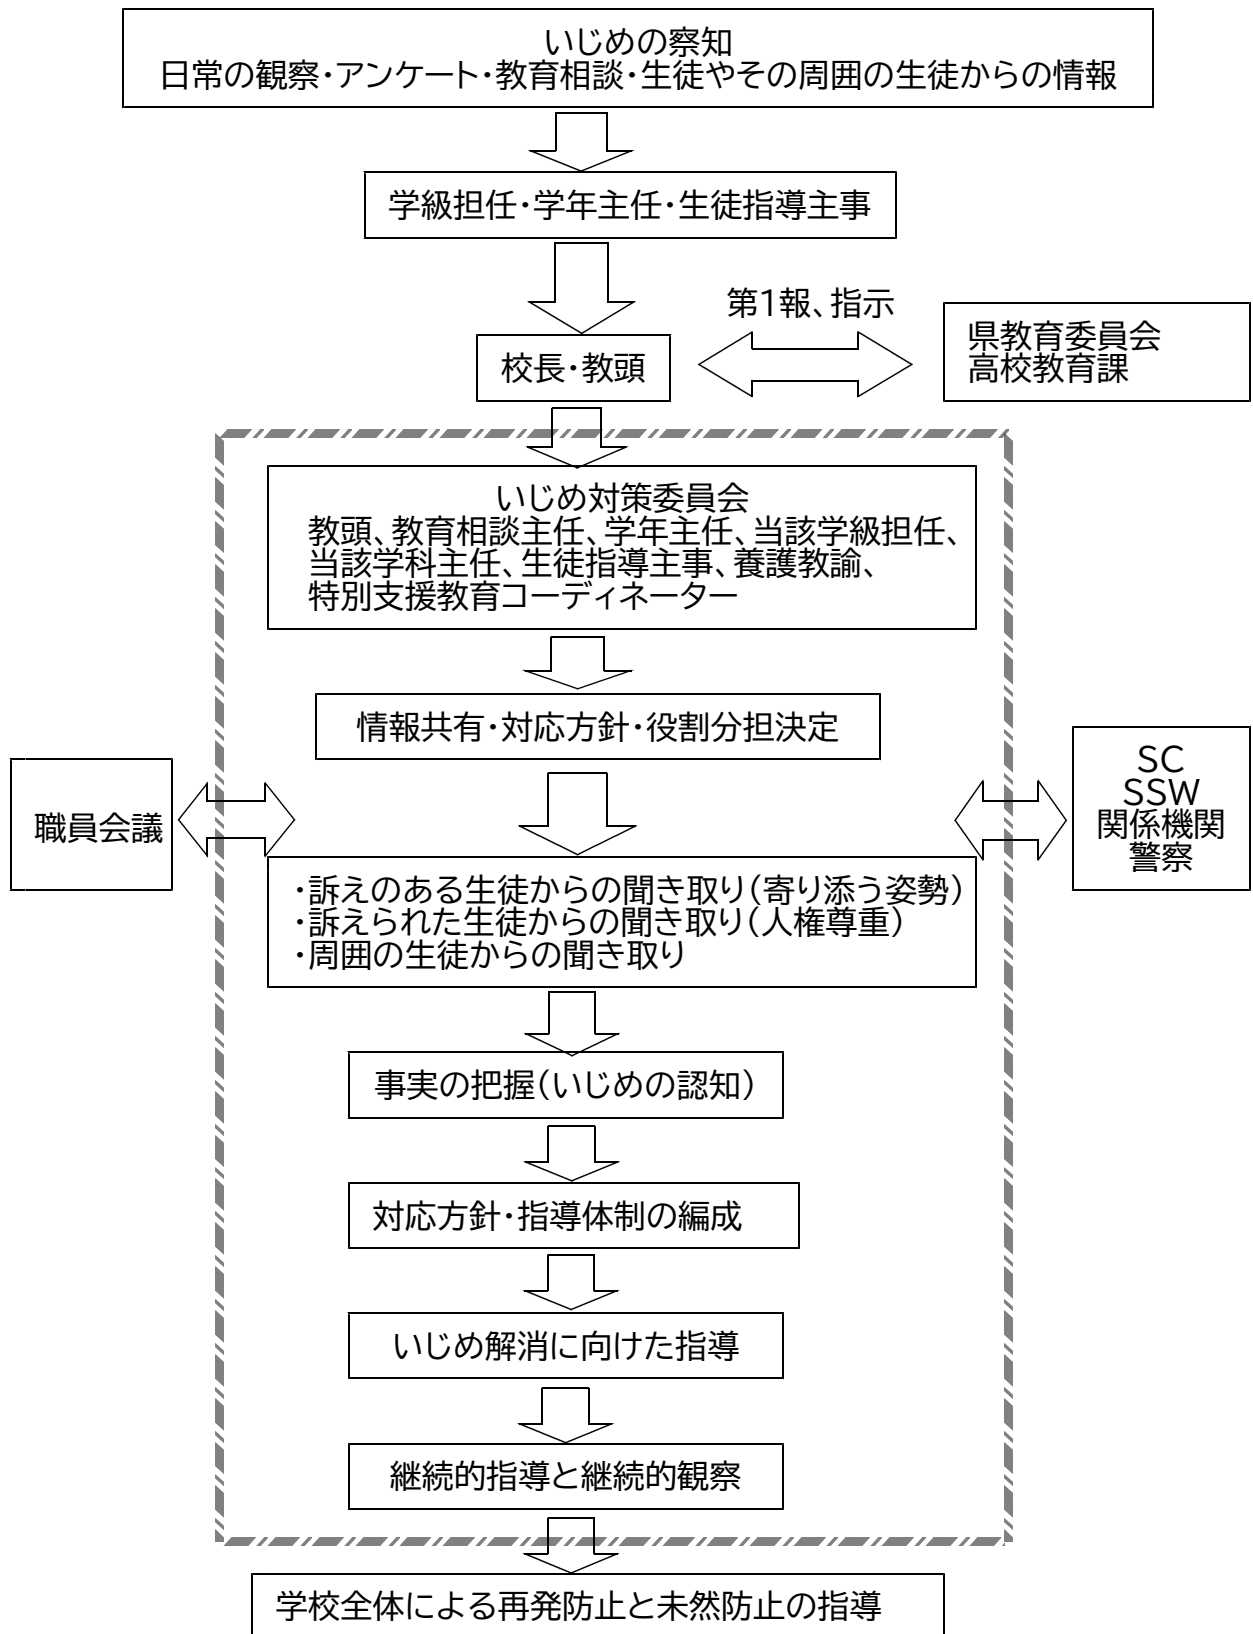 いじめの察知
日常の観察・アンケート・教育相談・生徒やその周囲の生徒からの情報
学級担任・学年主任・生徒指導主事
第1報、指示
校長・教頭
県教育委員会
高校教育課
いじめ対策委員会
教頭、教育相談主任、学年主任、当該学級担任、
当該学科主任、生徒指導主事、養護教諭、
特別支援教育コーディネーター
情報共有・対応方針・役割分担決定
職員会議
SC
SSW
関係機関
警察
・訴えのある生徒からの聞き取り(寄り添う姿勢)
・訴えられた生徒からの聞き取り(人権尊重)
・周囲の生徒からの聞き取り
事実の把握(いじめの認知)
対応方針・指導体制の編成
いじめ解消に向けた指導
継続的指導と継続的観察
学校全体による再発防止と未然防止の指導